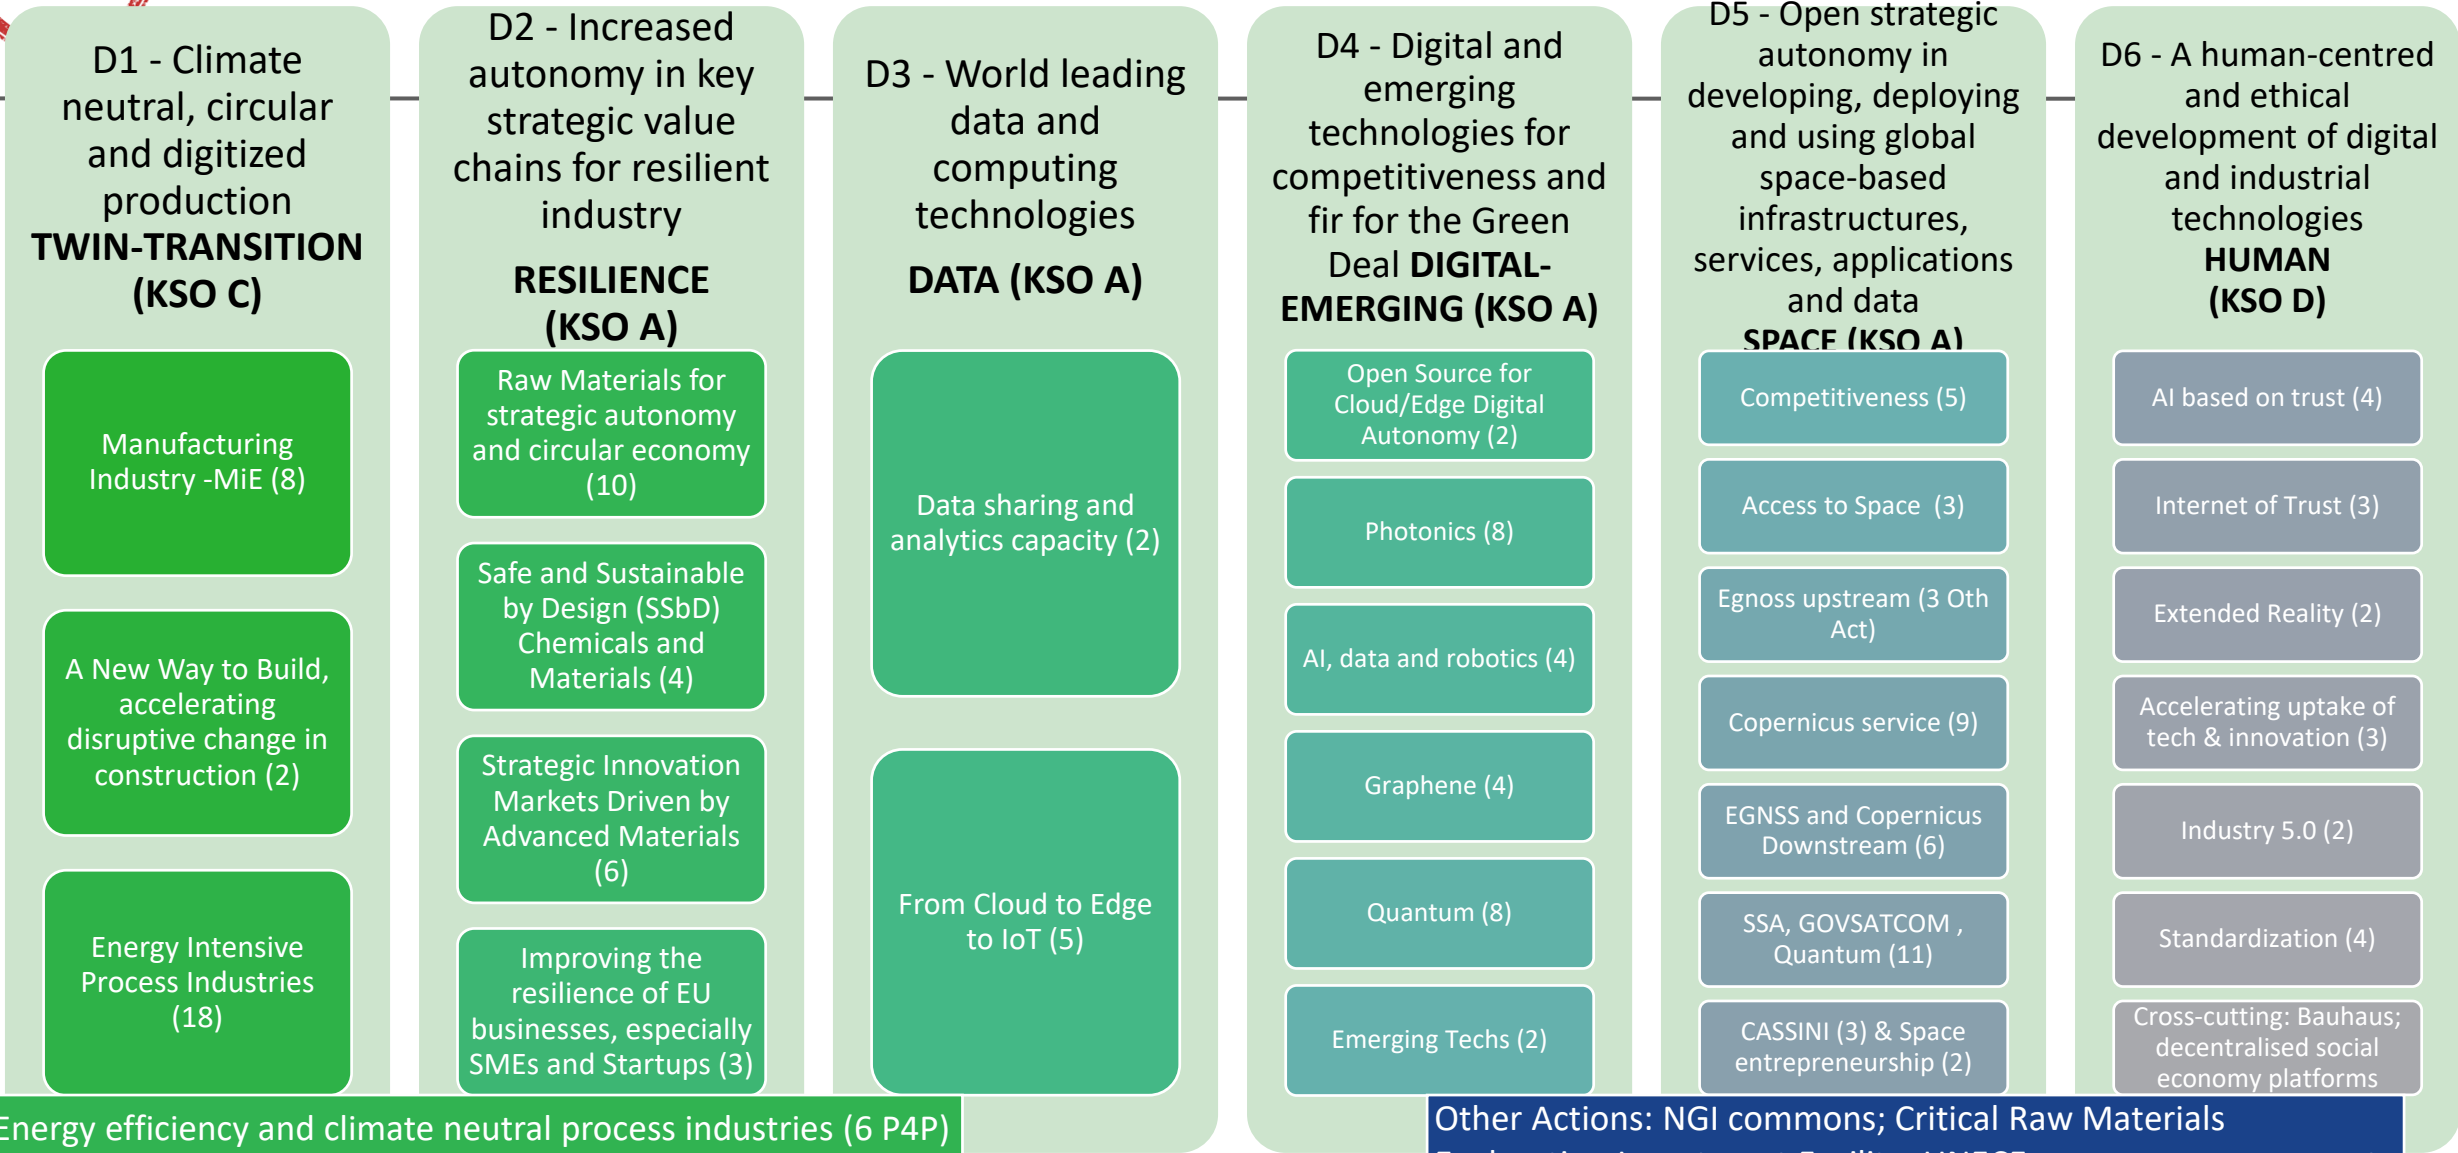 D1 - Climate
neutral, circular
and digitized
production
TWIN-TRANSITION
(KSO C)
Manufacturing
Industry -MiE (8)
A New Way to Build,
accelerating
disruptive change in
construction (2)
Energy Intensive
Process Industries
(18)
D2 - Increased
autonomy in key
strategic value
chains for resilient
industry
RESILIENCE
(KSO A)
Raw Materials for
strategic autonomy
and circular economy
(10)
Safe and Sustainable
by Design (SSbD)
Chemicals and
Materials (4)
Strategic Innovation
Markets Driven by
Advanced Materials
(6)
Improving the
resilience of EU
businesses, especially
SMEs and Startups (3)
D3 - World leading
data and
computing
technologies
DATA (KSO A)
Data sharing and
analytics capacity (2)
From Cloud to Edge
to IoT (5)
D4 - Digital and
emerging
technologies for
competitiveness and
fir for the Green
Deal DIGITAL-
EMERGING (KSO A)
Open Source for
Cloud/Edge Digital
Autonomy (2)
Photonics (8)
AI, data and robotics (4)
Graphene (4)
Quantum (8)
Emerging Techs (2)
D5 - Open strategic
autonomy in
developing, deploying
and using global
space-based
infrastructures,
services, applications
and data
SPACE (KSO A)
Competitiveness (5)
Access to Space (3)
Egnoss upstream (3 Oth
Act)
Copernicus service (9)
EGNSS and Copernicus
Downstream (6)
SSA, GOVSATCOM ,
Quantum (11)
CASSINI (3) & Space
entrepreneurship (2)
D6 - A human-centred
and ethical
development of digital
and industrial
technologies
HUMAN
(KSO D)
AI based on trust (4)
Internet of Trust (3)
Extended Reality (2)
Accelerating uptake of
tech & innovation (3)
Industry 5.0 (2)
Standardization (4)
Cross-cutting: Bauhaus;
decentralised social
economy platforms
Energy efficiency and climate neutral process industries (6 P4P)
Other Actions: NGI commons; Critical Raw Materials